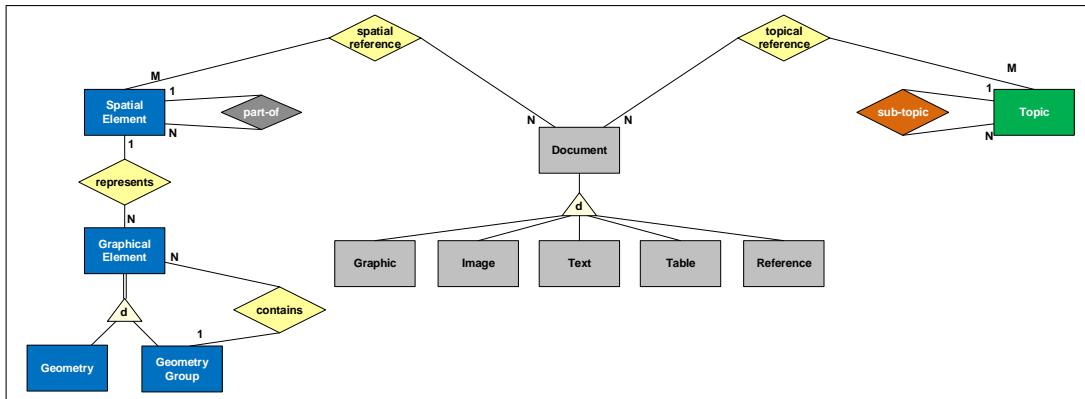 spatial
reference
topical
reference
M
M
Spatial
Element
1
N
part-of
sub-topic
1
N
Topic
N
N
Document
1
represents
N
d
Graphical
Element
N
Graphic
Image
Text
Table
Reference
d
contains
1
Geometry
Geometry
Group